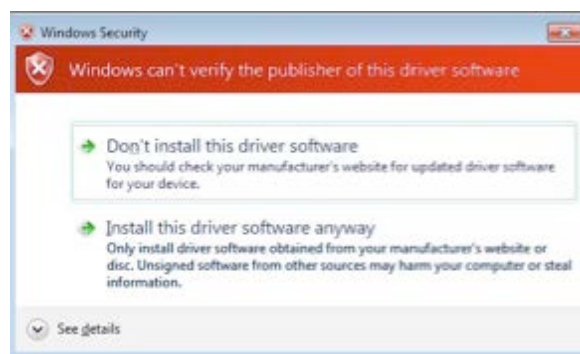 Windows Security
Windows can't verify the publisher of this driver software
Don't install this driver software
You should check your manufacturer's website for updated driver software
for your device.
Install this driver software anyway
Only install driver software obtained from your manufacturer's website or
disc. Unsigned software from other sources may harm your computer or steal
information.
See details